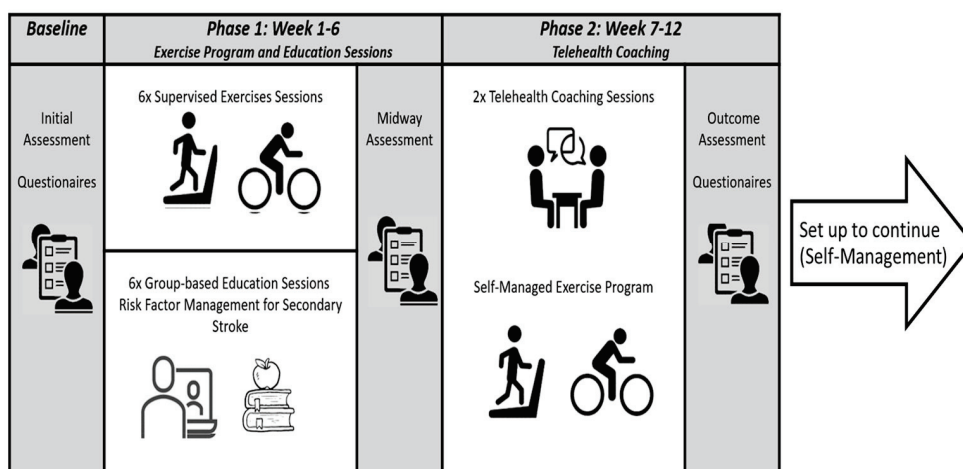 Baseline
Phase 1: Week 1-6
Exercise Program and Education Sessions
Phase 2: Week 7-12
Telehealth Coaching
Initial
Assessment
Questionaires
6x Supervised Exercises Sessions
6x Group-based Education Sessions
Risk Factor Management for Secondary
Stroke
Midway
Assessment
2x Telehealth Coaching Sessions
Self-Managed Exercise Program
Outcome
Assessment
Questionaires
Set up to continue
(Self-Management)